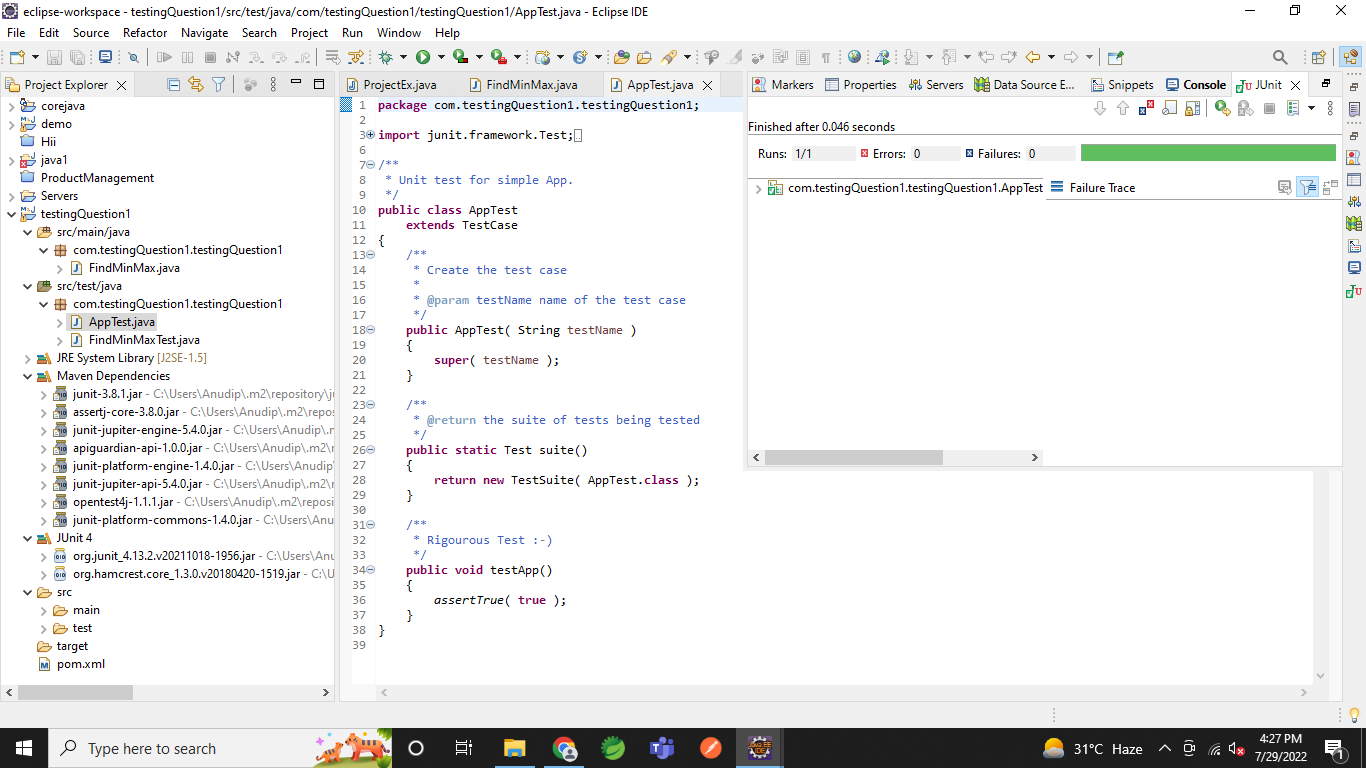 eclipse-workspace - testingQuestion1/src/test/java/com/testingQuestion1/testingQuestion1/AppTest.java - Eclipse IDE
File Edit Source Refactor Navigate Search Project Run Window Help
Project Explorer
corejava
demo
Hii
java1
ProductManagement
Servers
testingQuestion1
src/main/java
com.testingQuestion1.testingQuestion1
FindMinMax.java
src/test/java
com.testingQuestion1.testingQuestion1
AppTest.java
FindMinMaxTest.java
JRE System Library [J2SE-1.5]
Maven Dependencies
junit-3.8.1.jar - C:\Users\Anudip\.m2\repository\j
assertj-core-3.8.0.jar - C:\Users\Anudip\.m2\repos
junit-jupiter-engine-5.4.0.jar - C:\Users\Anudip\.r
apiguardian-api-1.0.0.jar - C:\Users\Anudip\.m2\r
junit-platform-engine-1.4.0.jar - C:\Users\Anudip\
junit-jupiter-api-5.4.0.jar - C:\Users\Anudip\.m2\r
opentest4j-1.1.1.jar - C:\Users\Anudip\.m2\reposi
junit-platform-commons-1.4.0.jar - C:\Users\Anu
JUnit 4
org.junit_4.13.2.v20211018-1956.jar - C:\Users\An
org.hamcrest.core_1.3.0.v20180420-1519.jar - C:\U
src
main
test
target
pom.xml
ProjectEx.java FindMinMax.java AppTest.java
1 package com.testingQuestion1.testingQuestion1;
2
3 import junit.framework.Test;
6
7 /**
8 * Unit test for simple App.
9 */
10 public class AppTest
11 extends TestCase
12 {
13 /**
14 * Create the test case
15 *
16 * @param testName name of the test case
17 */
18 public AppTest( String testName )
19 {
20 super( testName );
21 }
22
23 /**
24 * @return the suite of tests being tested
25 */
26 public static Test suite()
27 {
28 return new TestSuite( AppTest.class );
29 }
30
31 /**
32 * Rigourous Test :-)
33 */
34 public void testApp()
35 {
36 assertTrue( true );
37 }
38 }
39
Markers Properties Servers Data Source E... Snippets Console JUnit
Finished after 0.046 seconds
Runs: 1/1 Errors: 0 Failures: 0
com.testingQuestion1.testingQuestion1.AppTest
Failure Trace
Type here to search
31°C Haze
4:27 PM
7/29/2022
1